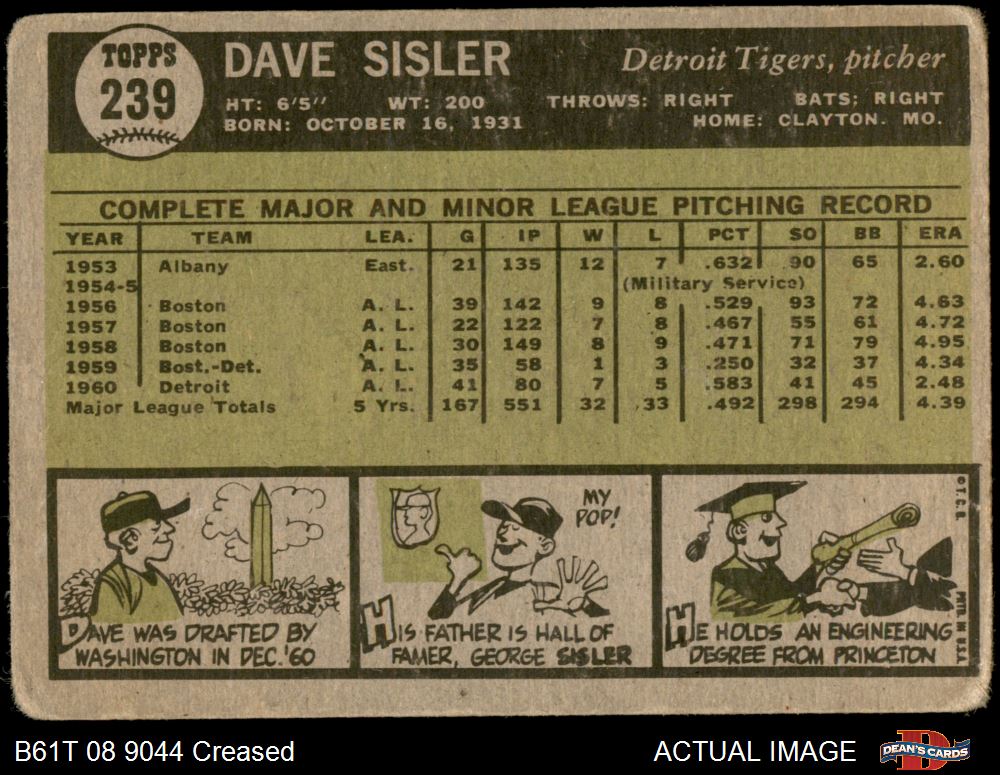 TOPPS
239
DAVE SISLER
Detroit Tigers, pitcher
HT: 6'5" WT: 200 THROWS: RIGHT BATS: RIGHT
BORN: OCTOBER 16, 1931 HOME: CLAYTON. MO.
COMPLETE MAJOR AND MINOR LEAGUE PITCHING RECORD
YEAR TEAM LEA. G IP W L PCT SO BB ERA
1953 Albany East. 21 135 12 7 .632 90 65 2.60
1954-5 (Military Service)
1956 Boston A. L. 39 142 9 8 .529 93 72 4.63
1957 Boston A. L. 22 122 7 8 .467 55 61 4.72
1958 Boston A. L. 30 149 8 9 .471 71 79 4.95
1959 Bost.-Det. A. L. 35 58 1 3 .250 32 37 4.34
1960 Detroit A. L. 41 80 7 5 .583 41 45 2.48
Major League Totals 5 Yrs. 167 551 32 33 .492 298 294 4.39
DAVE WAS DRAFTED BY
WASHINGTON IN DEC. '60
MY
POP!
HIS FATHER IS HALL OF
FAMER, GEORGE SISLER
HE HOLDS AN ENGINEERING
DEGREE FROM PRINCETON
© T. C. G.
PRTD. IN U.S.A.
B61T 08 9044 Creased
ACTUAL IMAGE
DEAN'S CARDS